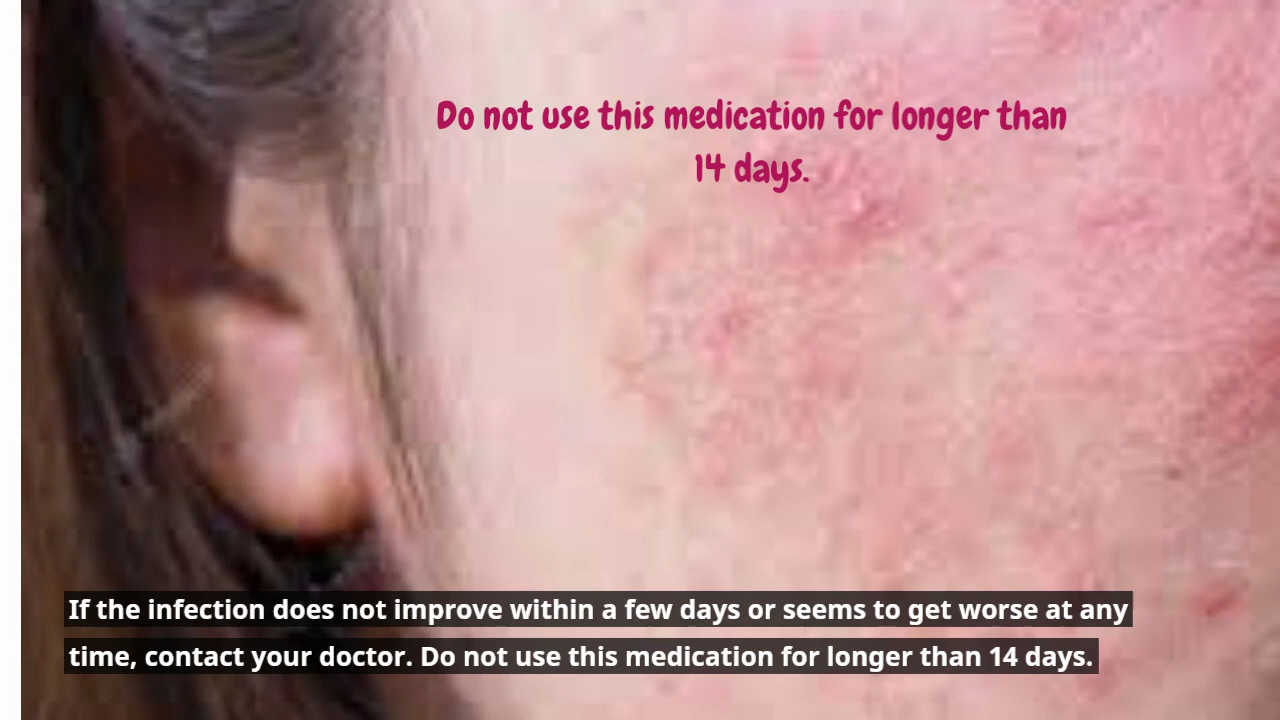 Do not use this medication for longer than
14 days.
If the infection does not improve within a few days or seems to get worse at any
time, contact your doctor. Do not use this medication for longer than 14 days.